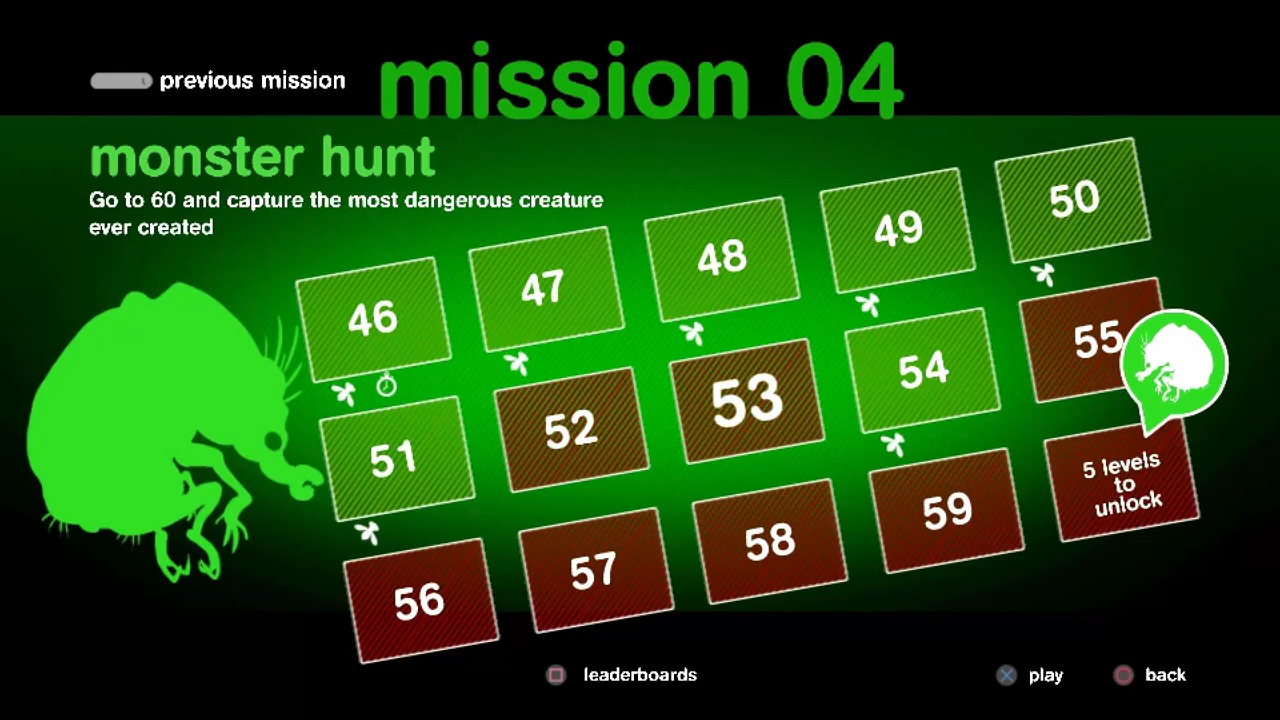 previous mission
mission 04
monster hunt
Go to 60 and capture the most dangerous creature
ever created
46
47
48
49
50
51
52
53
54
55
56
57
58
59
5 levels
to
unlock
leaderboards
play
back